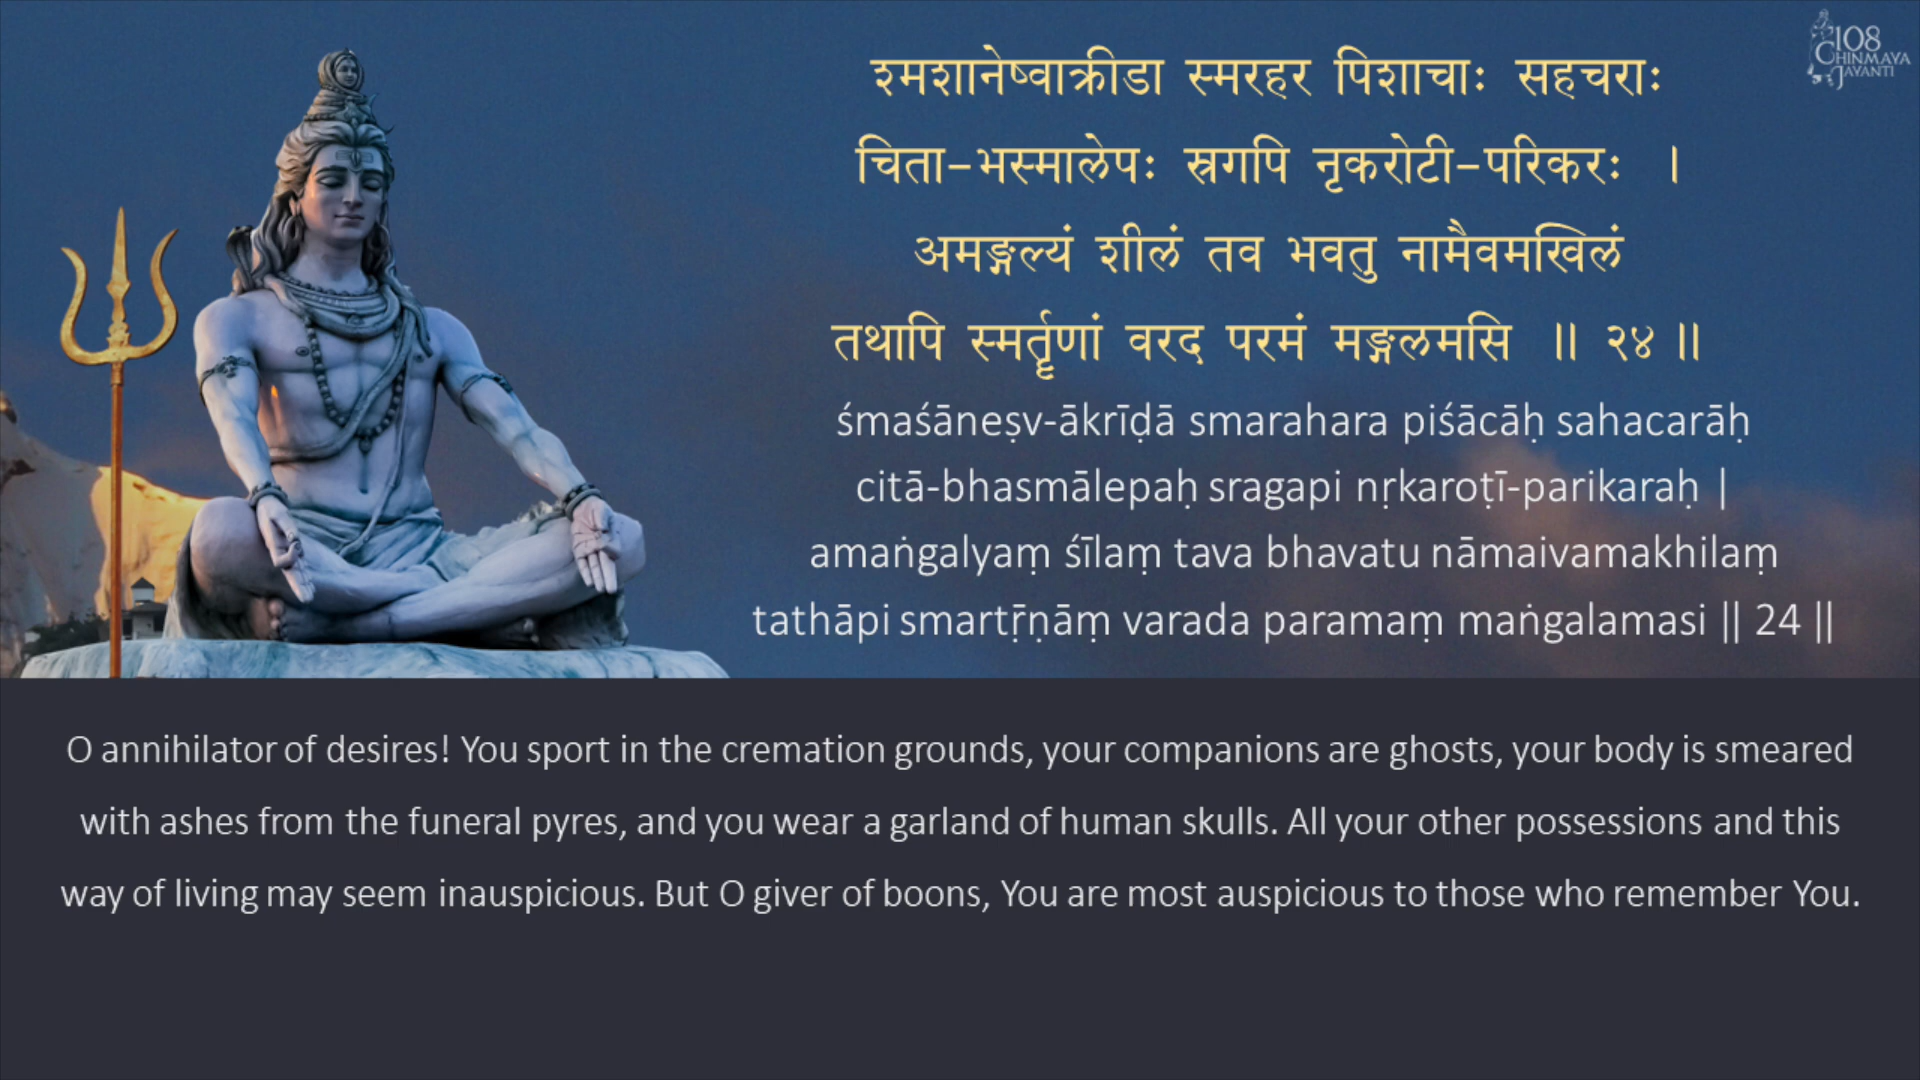 108
CHINMAYA
JAYANTI
श्मशानेष्वाक्रीडा स्मरहर पिशाचाः सहचराः
चिता-भस्मालेपः स्रगपि नृकरोटी-परिकरः ।
अमङ्गल्यं शीलं तव भवतु नामैवमखिलं
तथापि स्मर्तॄणां वरद परमं मङ्गलमसि ॥ २४ ॥
śmaśāneṣv-ākrīḍā smarahara piśācāḥ sahacarāḥ
citā-bhasmālepaḥ sragapi nṛkaroṭī-parikaraḥ |
amaṅgalyaṃ śīlaṃ tava bhavatu nāmaivamakhilaṃ
tathāpi smartṝṇāṃ varada paramaṃ maṅgalamasi || 24 ||
O annihilator of desires! You sport in the cremation grounds, your companions are ghosts, your body is smeared
with ashes from the funeral pyres, and you wear a garland of human skulls. All your other possessions and this
way of living may seem inauspicious. But O giver of boons, You are most auspicious to those who remember You.